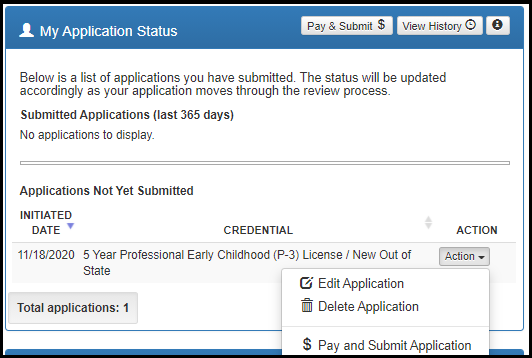 My Application Status
Pay & Submit $
View History
Below is a list of applications you have submitted. The status will be updated
accordingly as your application moves through the review process.
Submitted Applications (last 365 days)
No applications to display.
Applications Not Yet Submitted
INITIATED
DATE
CREDENTIAL
ACTION
11/18/2020
5 Year Professional Early Childhood (P-3) License / New Out of
State
Action
Edit Application
Delete Application
$ Pay and Submit Application
Total applications: 1